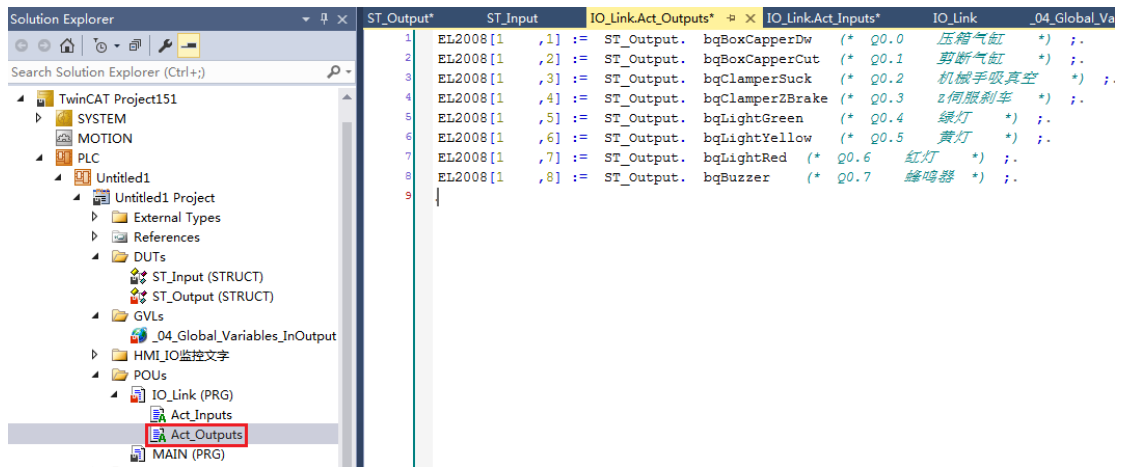 Solution Explorer
Search Solution Explorer (Ctrl+;)
TwinCAT Project151
SYSTEM
MOTION
PLC
Untitled1
Untitled1 Project
External Types
References
DUTs
ST_Input (STRUCT)
ST_Output (STRUCT)
GVLs
_04_Global_Variables_InOutput
HMI_IO监控文字
POUs
IO_Link (PRG)
Act_Inputs
Act_Outputs
MAIN (PRG)
ST_Output* ST_Input IO_Link.Act_Outputs* IO_Link.Act_Inputs* IO_Link _04_Global_Va
1 EL2008[1 ,1] := ST_Output. bqBoxCapperDw (* Q0.0 压箱气缸 *) ;.
2 EL2008[1 ,2] := ST_Output. bqBoxCapperCut (* Q0.1 剪断气缸 *) ;.
3 EL2008[1 ,3] := ST_Output. bqClamperSuck (* Q0.2 机械手吸真空 *) ;.
4 EL2008[1 ,4] := ST_Output. bqClamperZBrake (* Q0.3 Z伺服刹车 *) ;.
5 EL2008[1 ,5] := ST_Output. bqLightGreen (* Q0.4 绿灯 *) ;.
6 EL2008[1 ,6] := ST_Output. bqLightYellow (* Q0.5 黄灯 *) ;.
7 EL2008[1 ,7] := ST_Output. bqLightRed (* Q0.6 红灯 *) ;.
8 EL2008[1 ,8] := ST_Output. bqBuzzer (* Q0.7 蜂鸣器 *) ;.
9